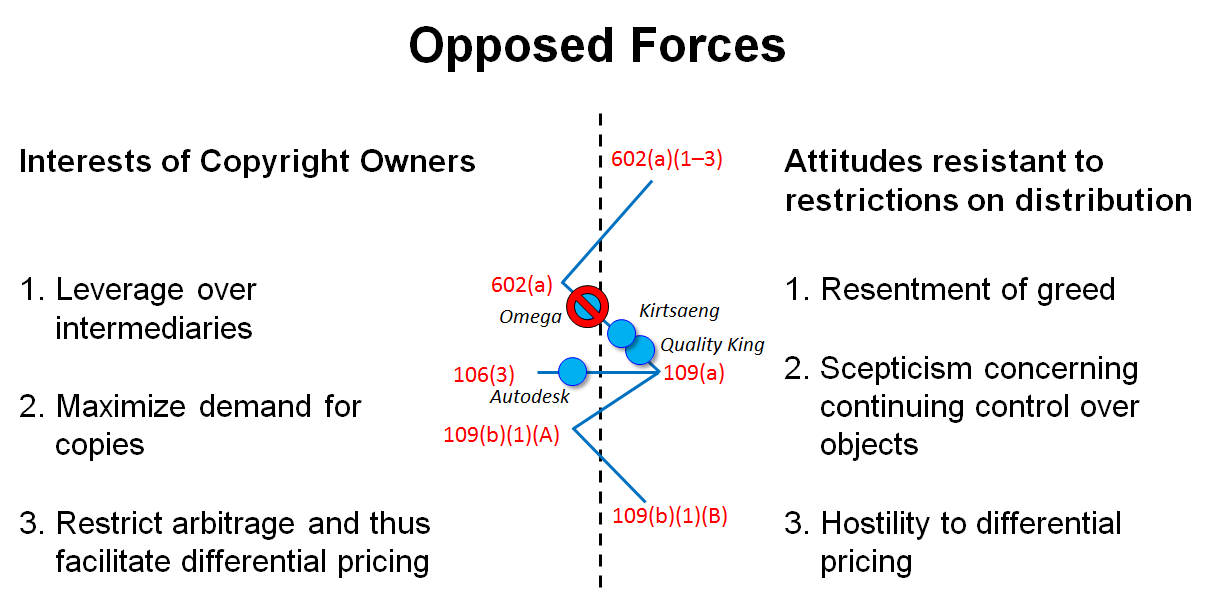 Opposed Forces
Interests of Copyright Owners
1. Leverage over
intermediaries
2. Maximize demand for
copies
3. Restrict arbitrage and thus
facilitate differential pricing
602(a)(1–3)
602(a)
Omega
Kirtsaeng
Quality King
106(3)
109(a)
Autodesk
109(b)(1)(A)
109(b)(1)(B)
Attitudes resistant to
restrictions on distribution
1. Resentment of greed
2. Scepticism concerning
continuing control over
objects
3. Hostility to differential
pricing